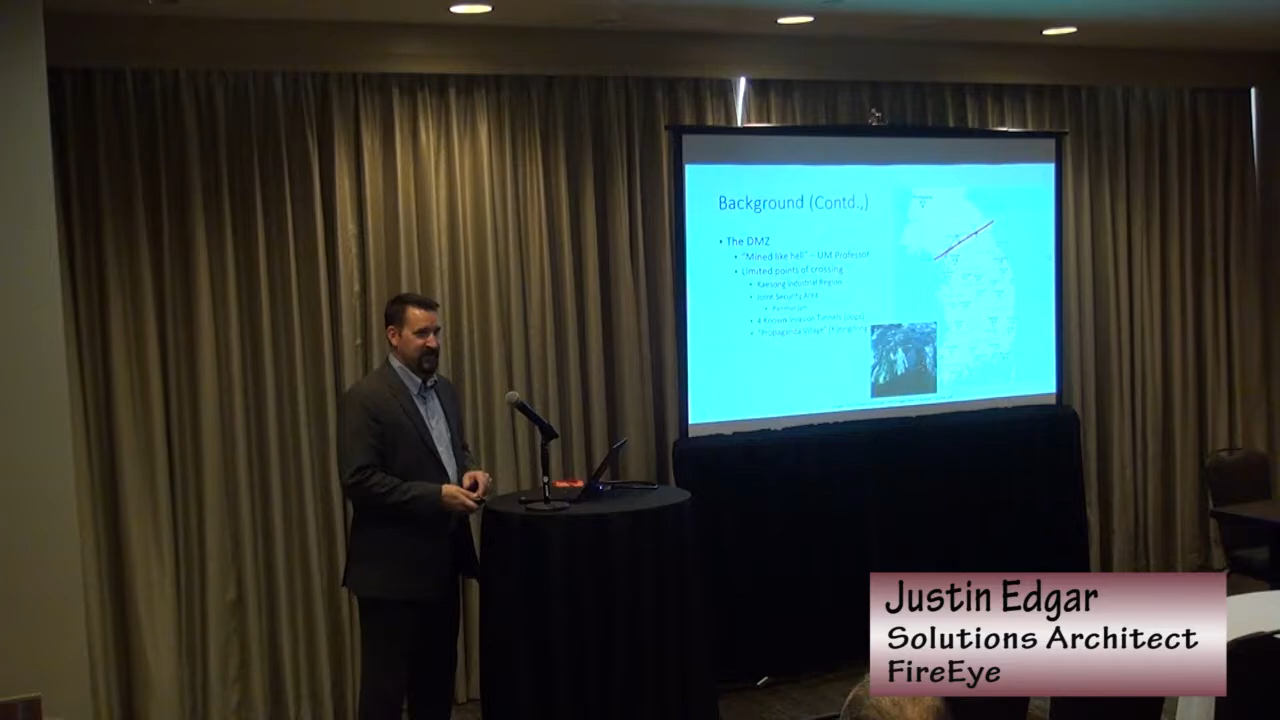 Background (Contd.,)
• The DMZ
• "Mined like hell" – UM Professor
• Limited points of crossing
• Kaesong Industrial Region
• Joint Security Area
• 4 Known Invasion Tunnels (oops)
• "Propaganda Village"
Justin Edgar
Solutions Architect
FireEye